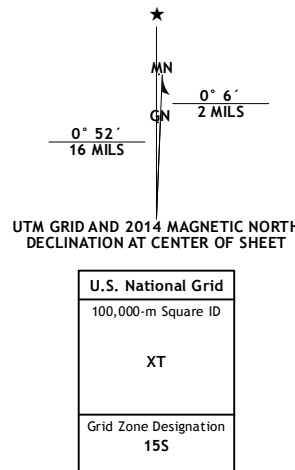 ★
MN
GN
0° 6´
2 MILS
0° 52´
16 MILS
UTM GRID AND 2014 MAGNETIC NORTH
DECLINATION AT CENTER OF SHEET
U.S. National Grid
100,000-m Square ID
XT
Grid Zone Designation
15S